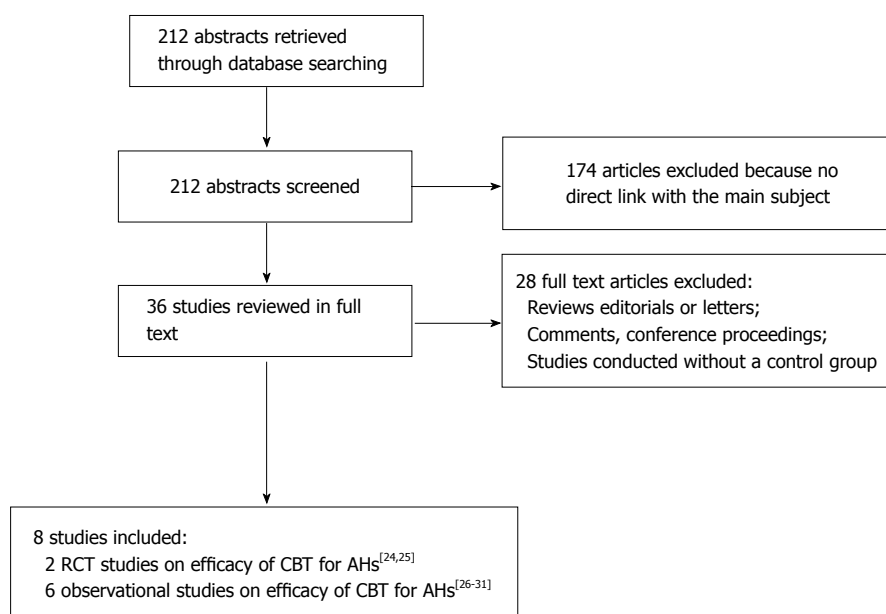 212 abstracts retrieved
through database searching
212 abstracts screened
174 articles excluded because no
direct link with the main subject
36 studies reviewed in full
text
28 full text articles excluded:
Reviews editorials or letters;
Comments, conference proceedings;
Studies conducted without a control group
8 studies included:
2 RCT studies on efficacy of CBT for AHs[24,25]
6 observational studies on efficacy of CBT for AHs[26-31]